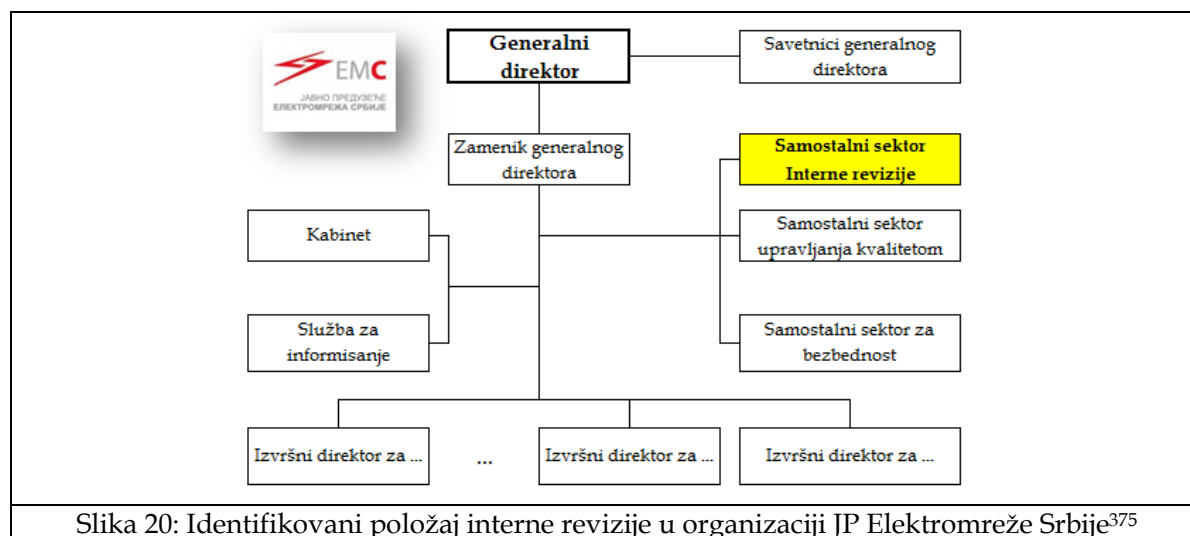 EMC
ЈАВНО ПРЕДУЗЕЋЕ
ЕЛЕКТРОМРЕЖА СРБИЈЕ
Generalni
direktor
Savetnici generalnog
direktora
Zamenik generalnog
direktora
Samostalni sektor
Interne revizije
Kabinet
Samostalni sektor
upravljanja kvalitetom
Služba za
informisanje
Samostalni sektor za
bezbednost
Izvršni direktor za ...
...
Izvršni direktor za ...
Izvršni direktor za ...
Slika 20: Identifikovani položaj interne revizije u organizaciji JP Elektromreže Srbije³⁷⁵